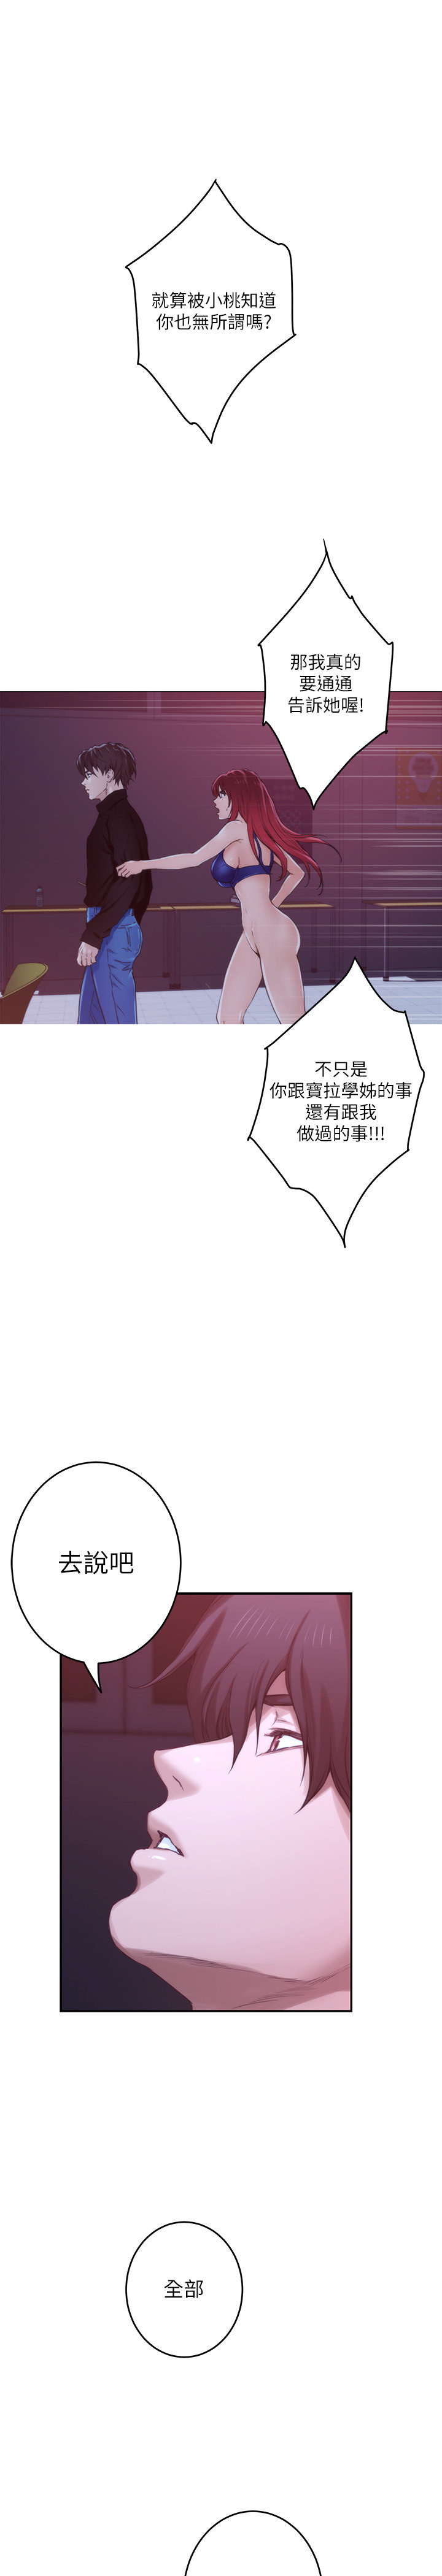 就算被小桃知道
你也無所謂嗎?
那我真的
要通通
告訴她喔!
不只是
你跟寶拉學姊的事
還有跟我
做過的事!!!
去說吧
全部